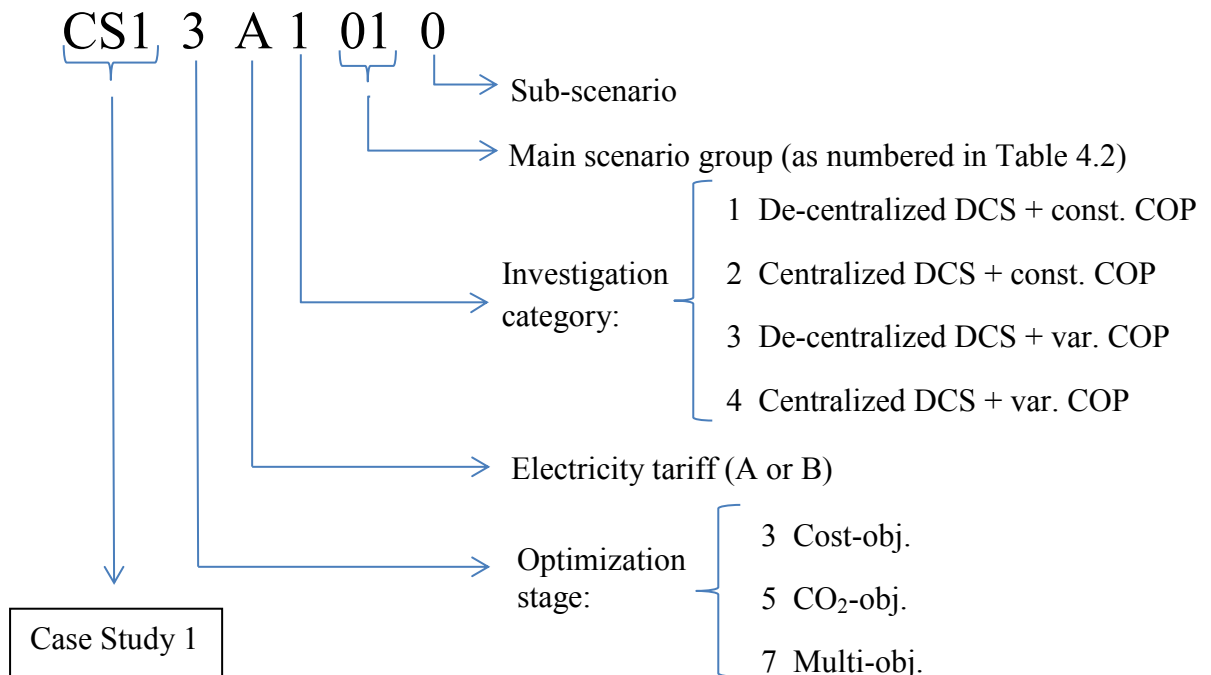 CS1 3 A 1 01 0
Sub-scenario
Main scenario group (as numbered in Table 4.2)
Investigation
category:
1 De-centralized DCS + const. COP
2 Centralized DCS + const. COP
3 De-centralized DCS + var. COP
4 Centralized DCS + var. COP
Electricity tariff (A or B)
Optimization
stage:
3 Cost-obj.
5 CO₂-obj.
7 Multi-obj.
Case Study 1